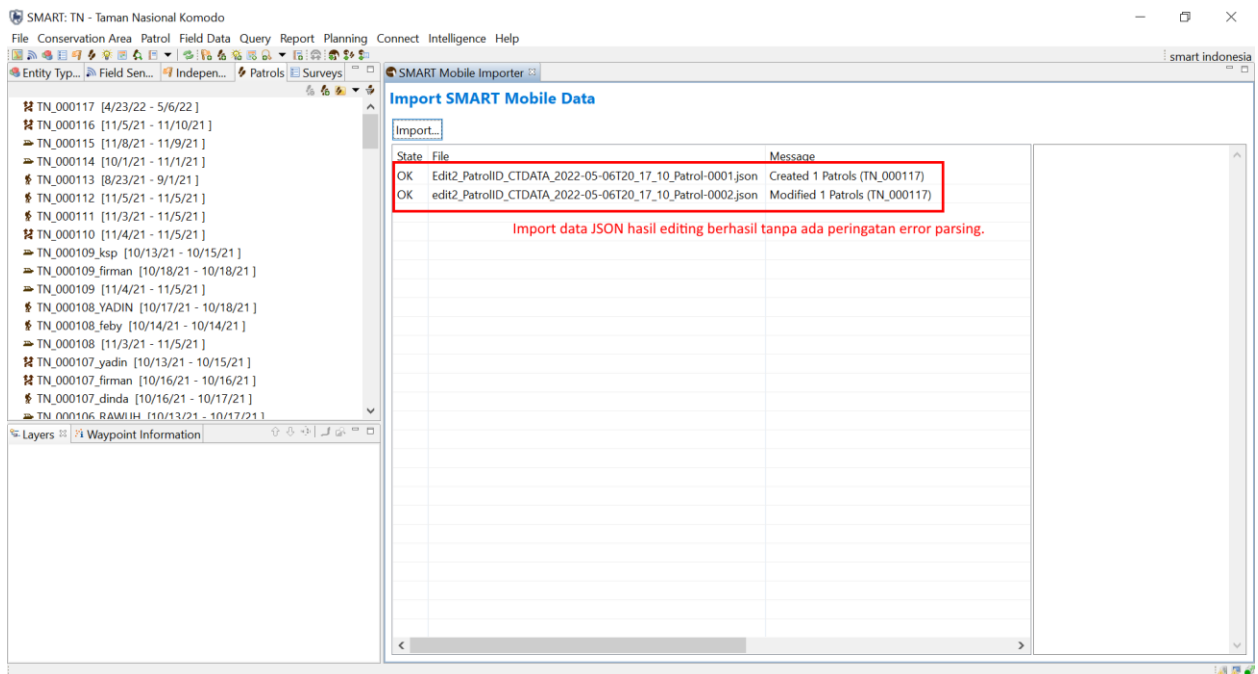 SMART: TN - Taman Nasional Komodo
File Conservation Area Patrol Field Data Query Report Planning Connect Intelligence Help
smart indonesia
Entity Typ... Field Sen... Indepen... Patrols Surveys
SMART Mobile Importer
TN_000117 [4/23/22 - 5/6/22 ]
TN_000116 [11/5/21 - 11/10/21 ]
TN_000115 [11/8/21 - 11/9/21 ]
TN_000114 [10/1/21 - 11/1/21 ]
TN_000113 [8/23/21 - 9/1/21 ]
TN_000112 [11/5/21 - 11/5/21 ]
TN_000111 [11/3/21 - 11/5/21 ]
TN_000110 [11/4/21 - 11/5/21 ]
TN_000109_ksp [10/13/21 - 10/15/21 ]
TN_000109_firman [10/18/21 - 10/18/21 ]
TN_000109 [11/4/21 - 11/5/21 ]
TN_000108_YADIN [10/17/21 - 10/18/21 ]
TN_000108_feby [10/14/21 - 10/14/21 ]
TN_000108 [11/3/21 - 11/5/21 ]
TN_000107_yadin [10/13/21 - 10/15/21 ]
TN_000107_firman [10/16/21 - 10/16/21 ]
TN_000107_dinda [10/16/21 - 10/17/21 ]
TN_000106_RAWUH [10/13/21 - 10/17/21 ]
Layers Waypoint Information
Import SMART Mobile Data
Import...
State File Message
OK Edit2_PatrolID_CTDATA_2022-05-06T20_17_10_Patrol-0001.json Created 1 Patrols (TN_000117)
OK edit2_PatrolID_CTDATA_2022-05-06T20_17_10_Patrol-0002.json Modified 1 Patrols (TN_000117)
Import data JSON hasil editing berhasil tanpa ada peringatan error parsing.